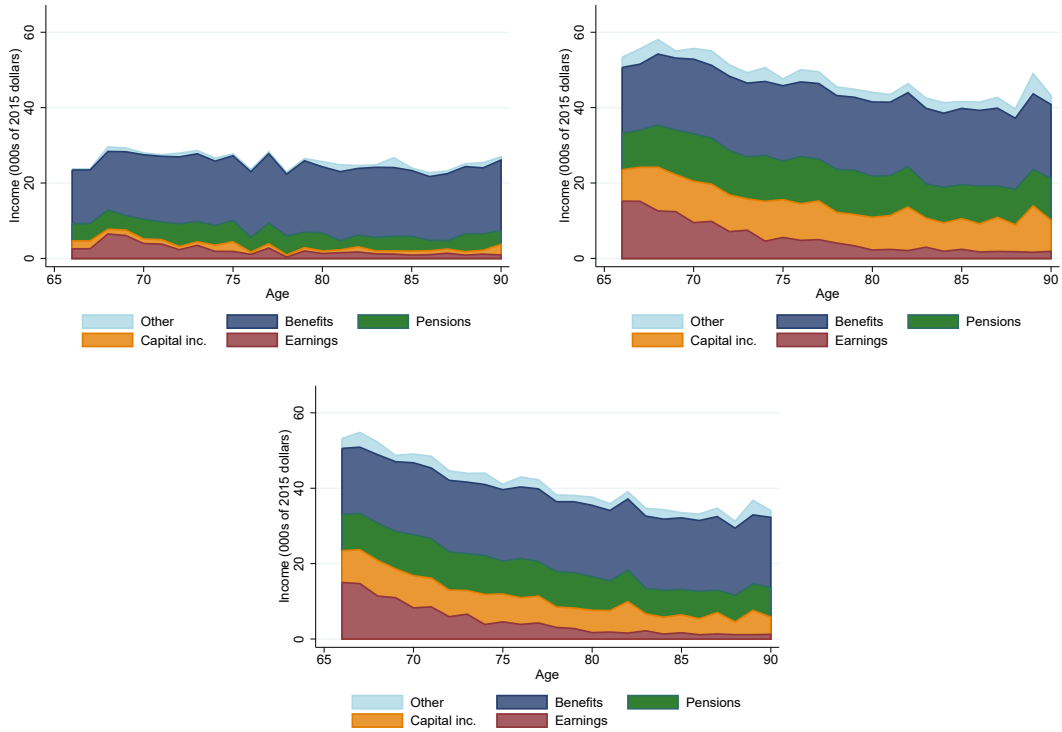 Income (000s of 2015 dollars)
60
40
20
0
65 70 75 80 85 90
Age
Other Benefits Pensions
Capital inc. Earnings
Income (000s of 2015 dollars)
60
40
20
0
65 70 75 80 85 90
Age
Other Benefits Pensions
Capital inc. Earnings
Income (000s of 2015 dollars)
60
40
20
0
65 70 75 80 85 90
Age
Other Benefits Pensions
Capital inc. Earnings